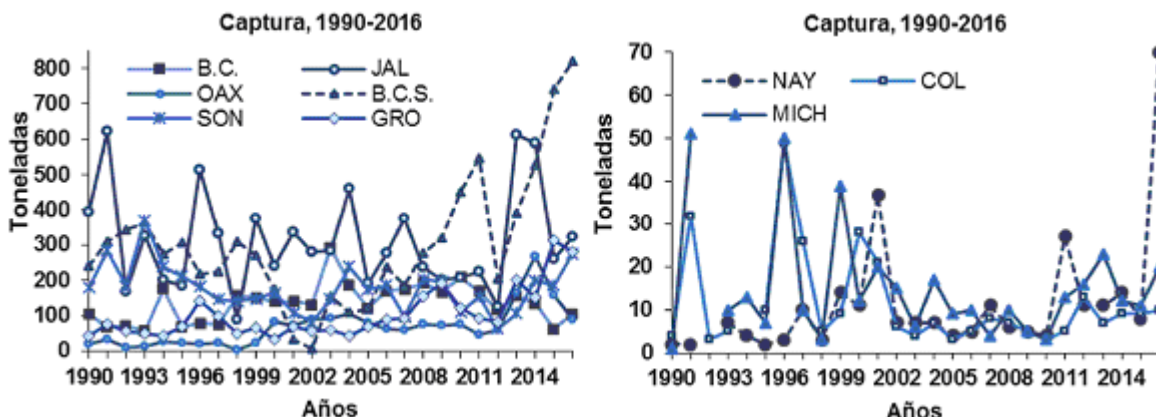 Captura, 1990-2016
Toneladas
800
700
600
500
400
300
200
100
0
B.C.
JAL
OAX
B.C.S.
SON
GRO
1990 1993 1996 1999 2002 2005 2008 2011 2014
Años
Captura, 1990-2016
Toneladas
70
60
50
40
30
20
10
0
NAY
COL
MICH
1990 1993 1996 1999 2002 2005 2008 2011 2014
Años